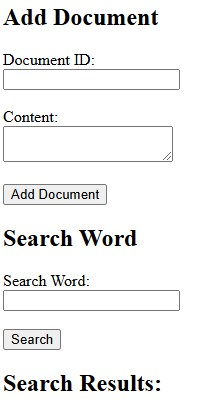 Add Document
Document ID:
Content:
Add Document
Search Word
Search Word:
Search
Search Results: